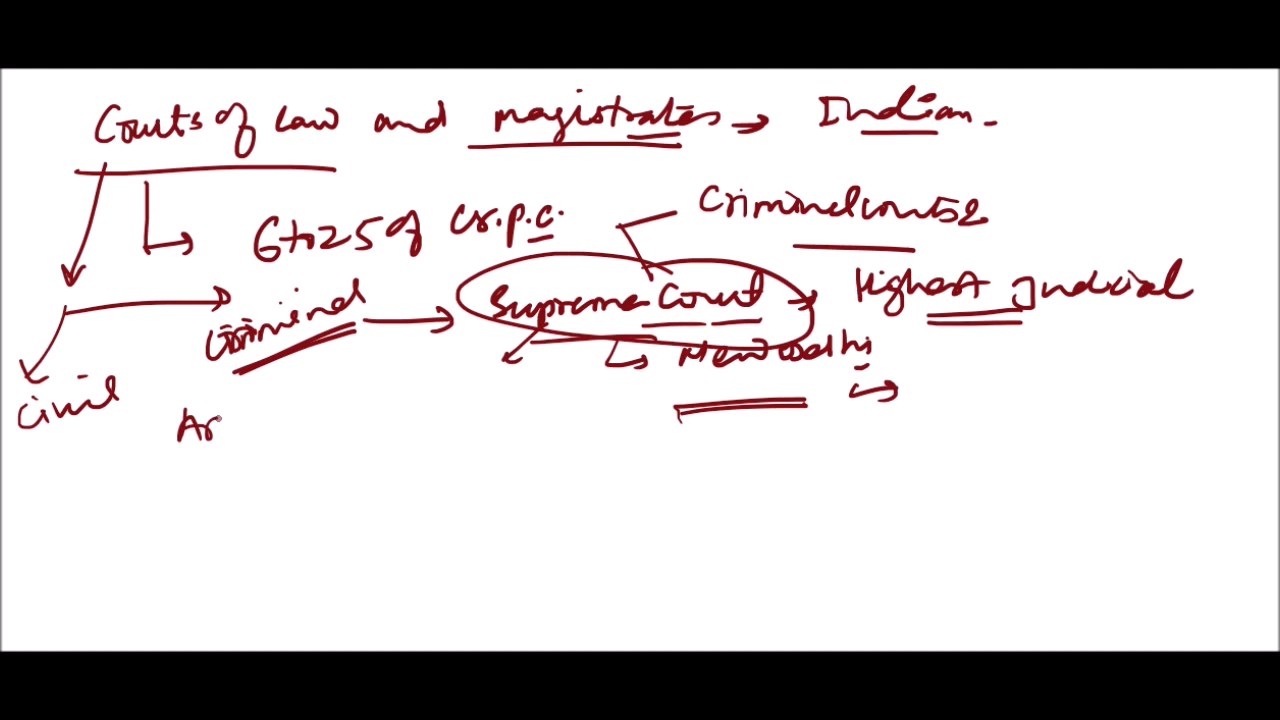 Courts of Law and magistrates → Indian.
6 to 25 of Cr.p.c.
Criminal courts
Criminal → Supreme Court → Highest Judicial
New Delhi →
Civil
Ar